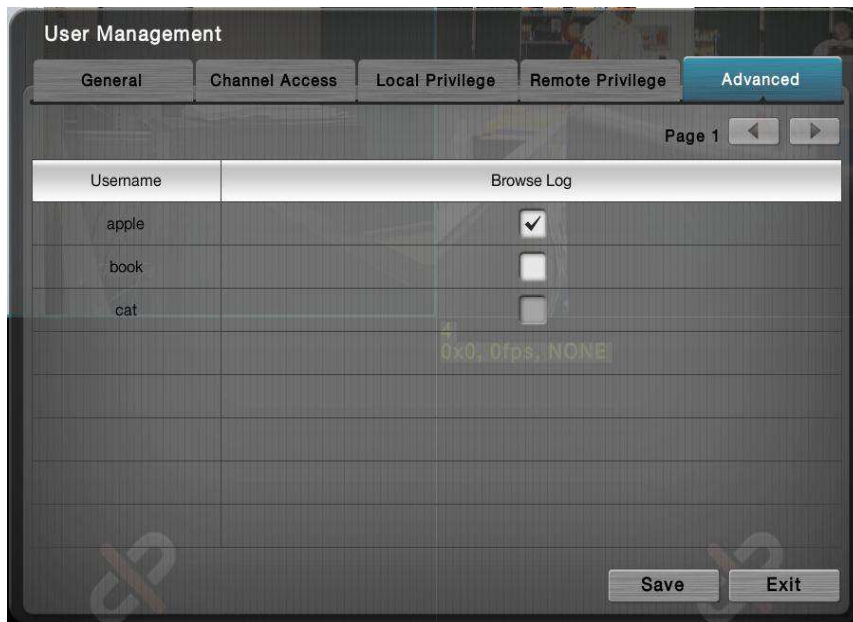 User Management
General Channel Access Local Privilege Remote Privilege Advanced
Page 1
Username Browse Log
apple
book
cat
4
0x0, 0fps, NONE
Save Exit